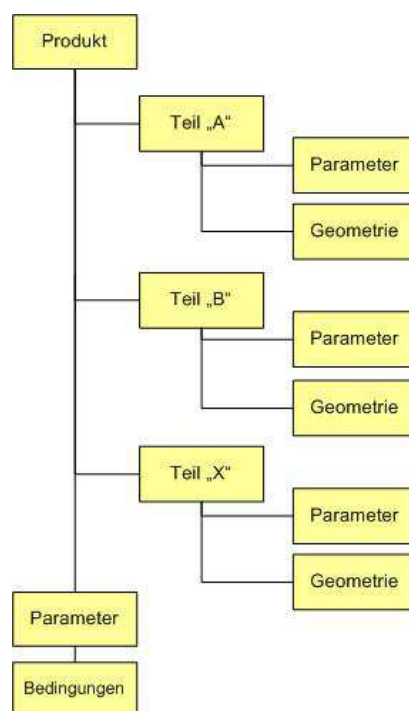 Produkt
Teil „A“
Parameter
Geometrie
Teil „B“
Parameter
Geometrie
Teil „X“
Parameter
Geometrie
Parameter
Bedingungen